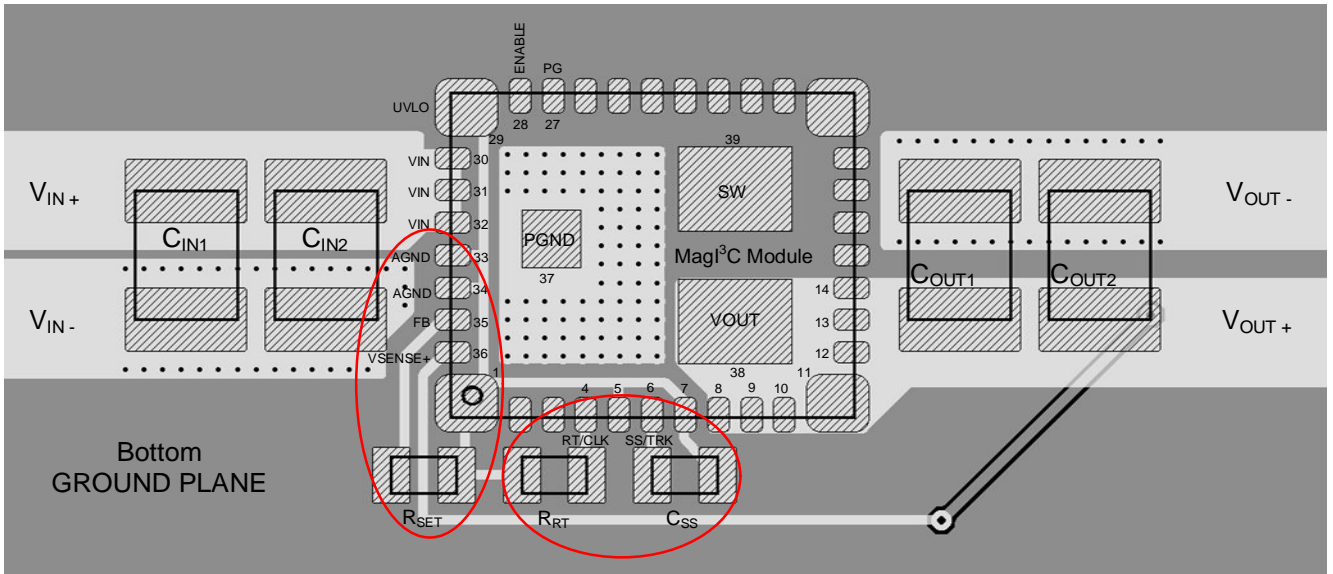 ENABLE
PG
UVLO
28
27
29
39
VIN
30
VIN
31
VIN
32
AGND
33
AGND
34
FB
35
VSENSE+
36
1
VIN +
VIN -
CIN1
CIN2
PGND
37
SW
MagI³C Module
VOUT
38
14
13
12
11
COUT1
COUT2
VOUT -
VOUT +
4
5
6
7
8
9
10
RT/CLK
SS/TRK
Bottom
GROUND PLANE
RSET
RRT
CSS